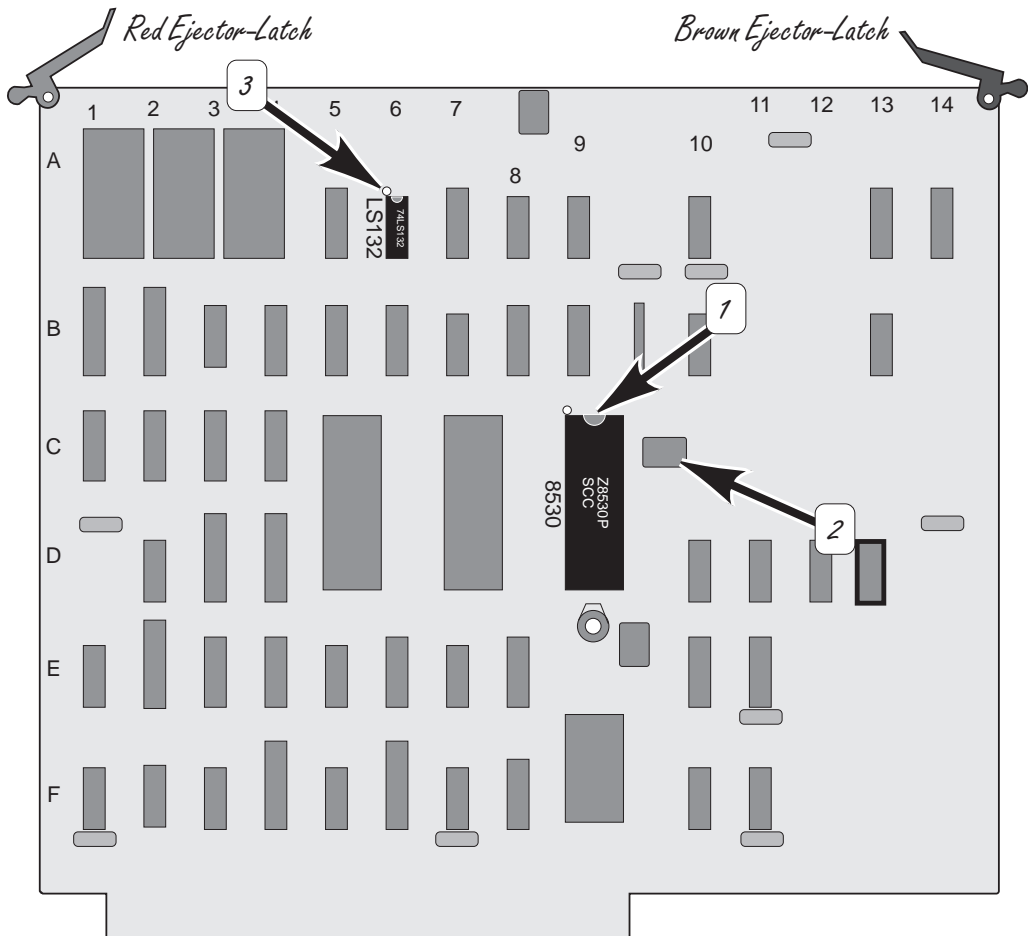 Red Ejector-Latch
Brown Ejector-Latch
3
1 2 3 4 5 6 7 11 12 13 14
9 10
8
A
LS132
74LS132
B
1
C
Z8530P
SCC
8530
2
D
E
F